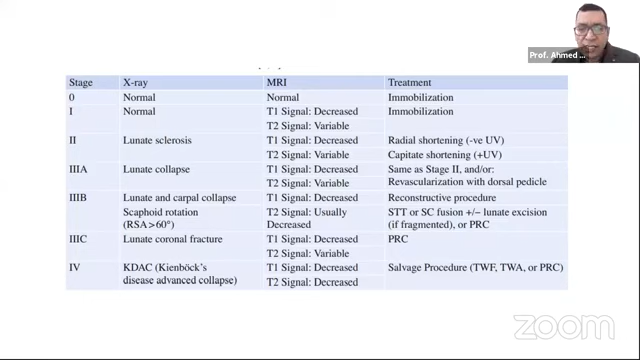 Prof. Ahmed ...
Stage X-ray MRI Treatment
0 Normal Normal Immobilization
I Normal T1 Signal: Decreased Immobilization
T2 Signal: Variable
II Lunate sclerosis T1 Signal: Decreased Radial shortening (-ve UV)
T2 Signal: Variable Capitate shortening (+UV)
IIIA Lunate collapse T1 Signal: Decreased Same as Stage II, and/or:
T2 Signal: Variable Revascularization with dorsal pedicle
IIIB Lunate and carpal collapse T1 Signal: Decreased Reconstructive procedure
Scaphoid rotation T2 Signal: Usually STT or SC fusion +/− lunate excision
(RSA>60°) Decreased (if fragmented), or PRC
IIIC Lunate coronal fracture T1 Signal: Decreased PRC
T2 Signal: Variable
IV KDAC (Kienböck's T1 Signal: Decreased Salvage Procedure (TWF, TWA, or PRC)
disease advanced collapse) T2 Signal: Decreased
zoom